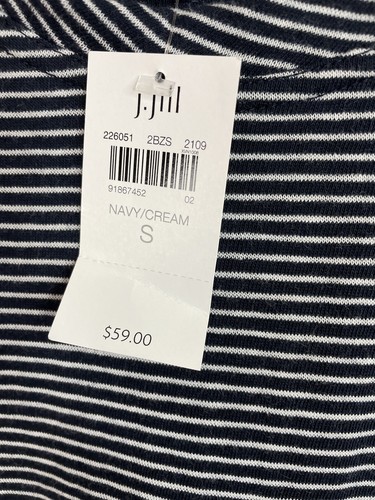 J.Jill
226051 2BZS 2109
91867452 02
NAVY/CREAM
S
$59.00